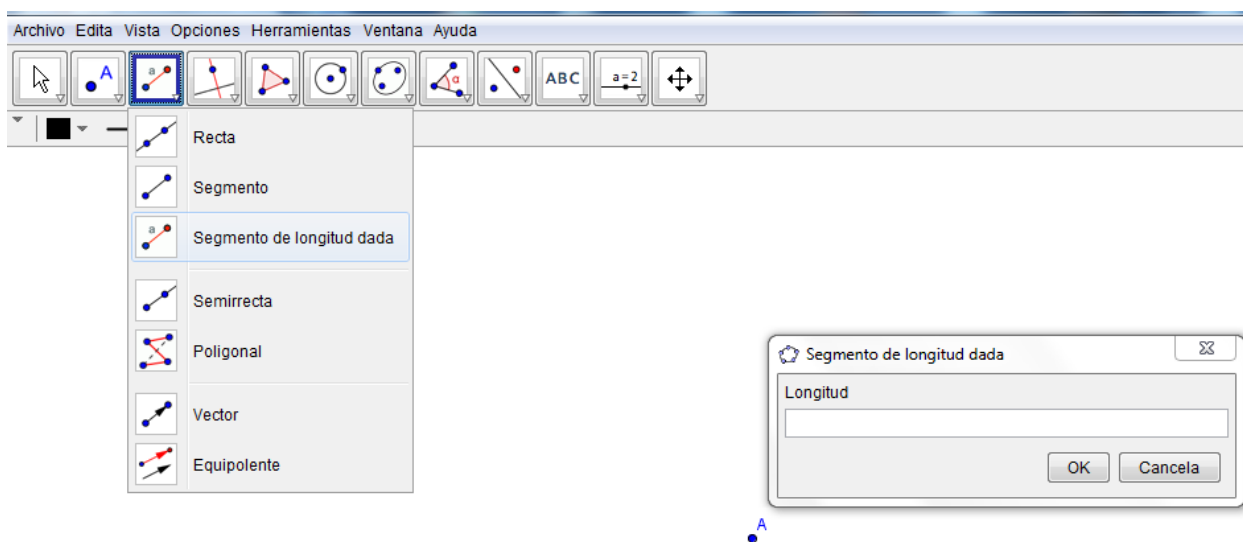 Archivo Edita Vista Opciones Herramientas Ventana Ayuda
A a α ABC a=2
Recta
Segmento
a Segmento de longitud dada
Semirrecta
Poligonal
Vector
Equipolente
Segmento de longitud dada
Longitud
OK Cancela
A